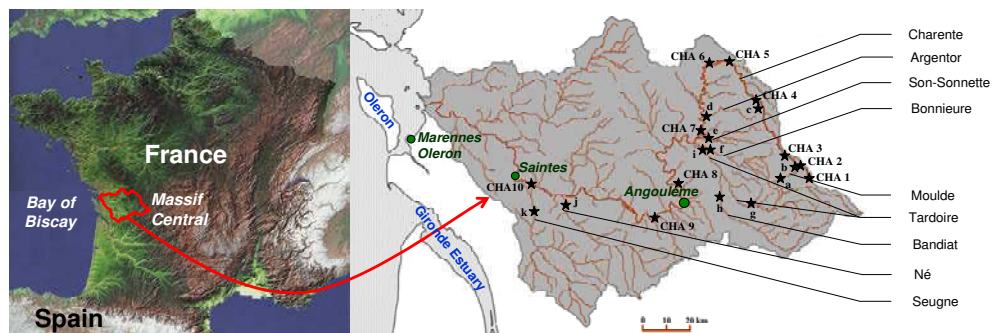 France
Bay of
Biscay
Massif
Central
Spain
Oleron
Marennes
Oleron
Gironde Estuary
Saintes
Angoulème
CHA 6
CHA 5
CHA 4
c
d
CHA 7
e
f
i
CHA 3
b
CHA 2
a
CHA 1
CHA10
CHA 8
k
j
h
g
CHA 9
0 10 20 km
Charente
Argentor
Son-Sonnette
Bonnieure
Moulde
Tardoire
Bandiat
Né
Seugne